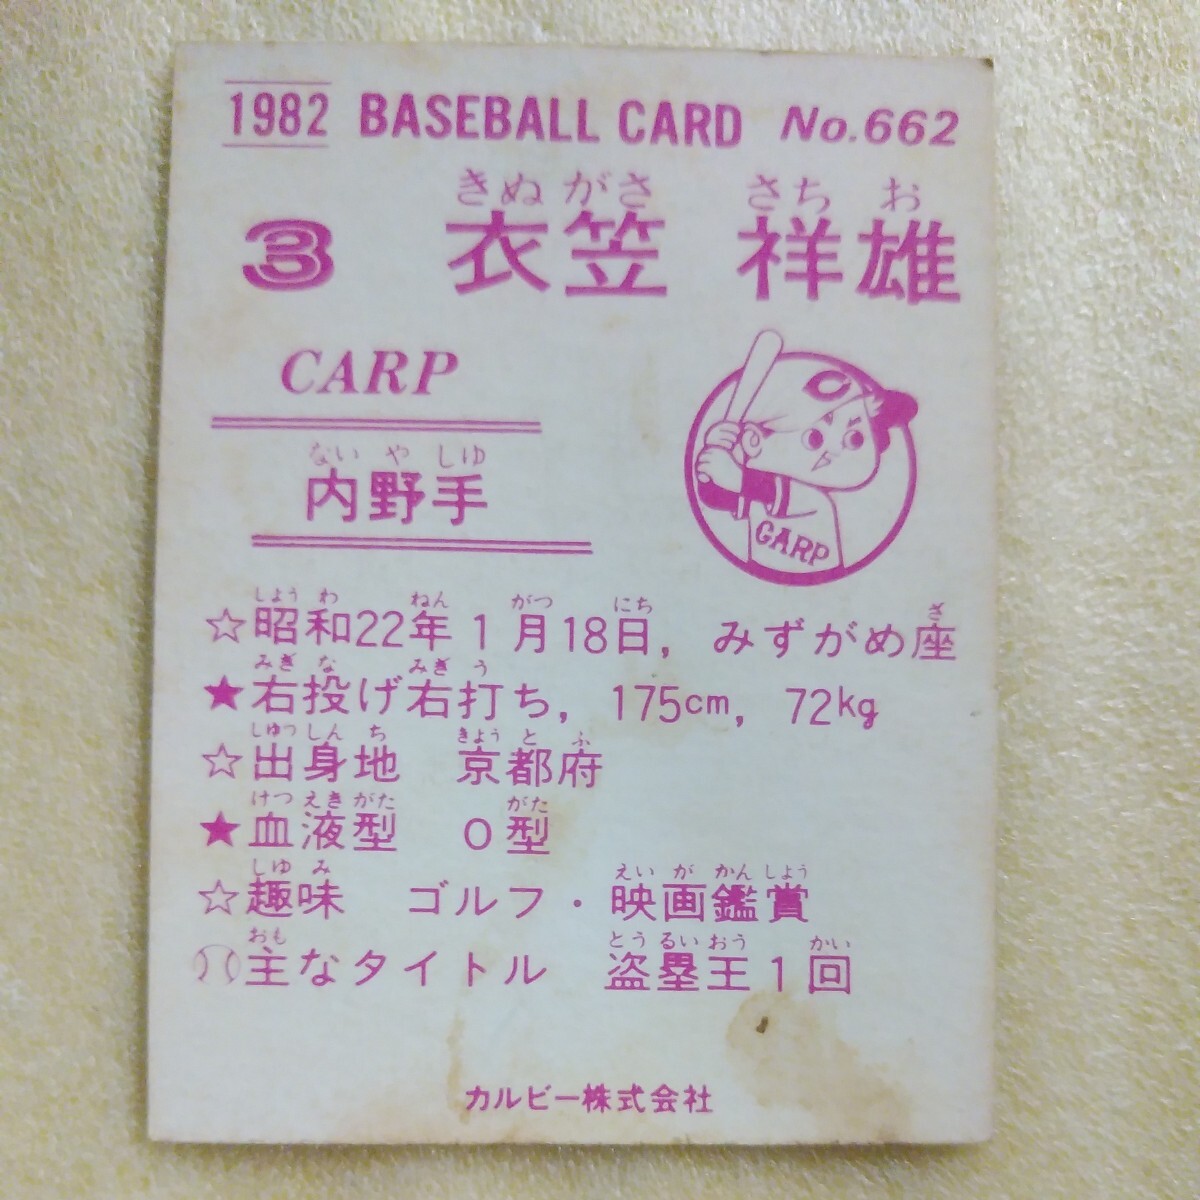 1982 BASEBALL CARD No.662
きぬ がさ さち お
3 衣笠 祥雄
CARP
ない や しゆ
内野手
CARP
しょう わ ねん がつ にち ざ
☆昭和22年1月18日, みずがめ座
みぎ な みぎ う
★右投げ右打ち, 175cm, 72kg
しゆつ しん ち きよう と ふ
☆出身地 京都府
けつ えき がた がた
★血液型 O型
しゆ み えい が かん しよう
☆趣味 ゴルフ・映画鑑賞
おも とう るい おう かい
主なタイトル 盗塁王1回
カルビー株式会社